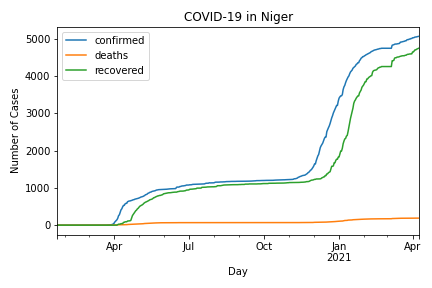 COVID-19 in Niger
confirmed
deaths
recovered
Number of Cases
5000
4000
3000
2000
1000
0
Apr
Jul
Oct
Jan
2021
Apr
Day